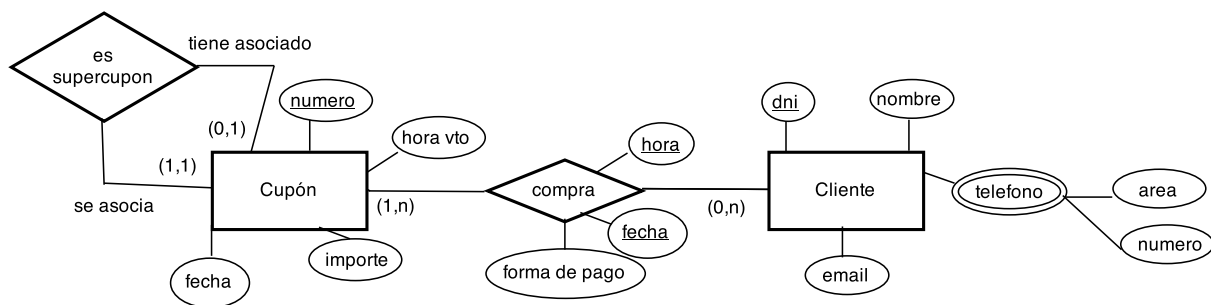 es
supercupon
tiene asociado
(0,1)
(1,1)
se asocia
numero
hora vto
Cupón
(1,n)
fecha
importe
compra
hora
fecha
forma de pago
(0,n)
dni
nombre
Cliente
telefono
area
numero
email